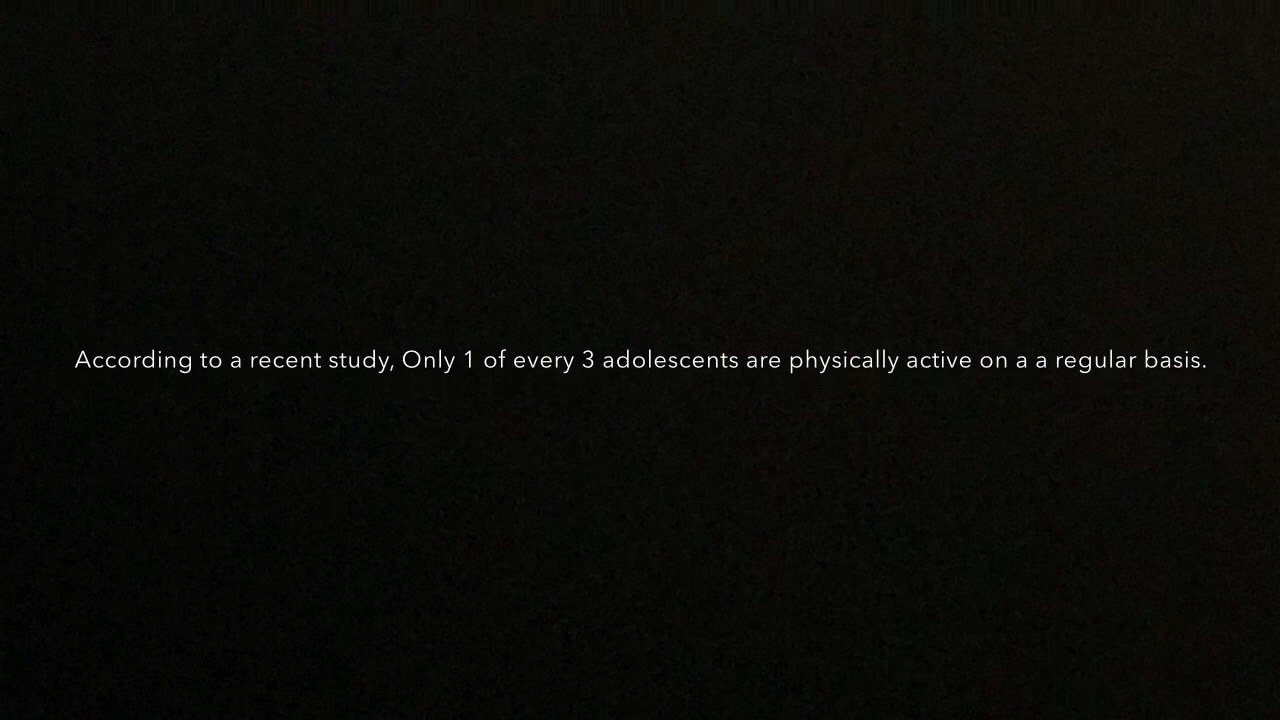 According to a recent study, Only 1 of every 3 adolescents are physically active on a a regular basis.